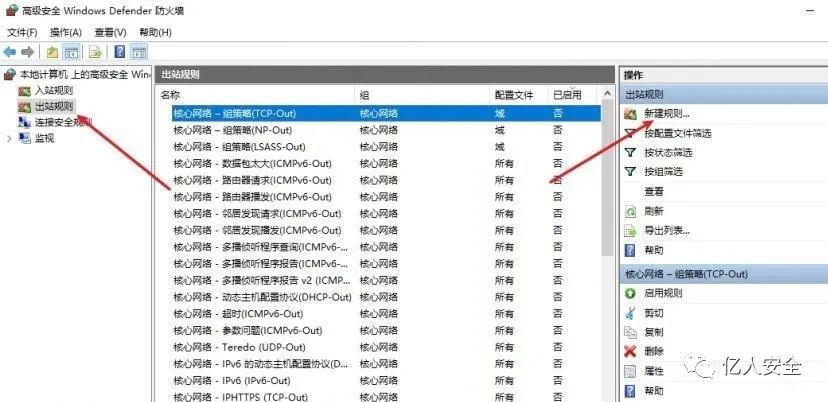 高级安全 Windows Defender 防火墙
文件(F) 操作(A) 查看(V) 帮助(H)
本地计算机 上的高级安全 Win
入站规则
出站规则
连接安全规则
监视
出站规则
名称 组 配置文件 已启用
核心网络 – 组策略(TCP-Out) 核心网络 域 否
核心网络 – 组策略(NP-Out) 核心网络 域 否
核心网络 - 组策略(LSASS-Out) 核心网络 域 否
核心网络 - 数据包太大(ICMPv6-Out) 核心网络 所有 否
核心网络 - 路由器请求(ICMPv6-Out) 核心网络 所有 否
核心网络 - 路由器播发(ICMPv6-Out) 核心网络 所有 否
核心网络 - 邻居发现请求(ICMPv6-Out) 核心网络 所有 否
核心网络 - 邻居发现播发(ICMPv6-Out) 核心网络 所有 否
核心网络 - 多播侦听程序查询(ICMPv6-... 核心网络 所有 否
核心网络 - 多播侦听程序报告(ICMPv6-... 核心网络 所有 否
核心网络 - 多播侦听程序报告 v2 (ICMP... 核心网络 所有 否
核心网络 - 动态主机配置协议(DHCP-Out) 核心网络 所有 否
核心网络 - 超时(ICMPv6-Out) 核心网络 所有 否
核心网络 - 参数问题(ICMPv6-Out) 核心网络 所有 否
核心网络 - Teredo (UDP-Out) 核心网络 所有 否
核心网络 - IPv6 的动态主机配置协议(D... 核心网络 所有 否
核心网络 - IPv6 (IPv6-Out) 核心网络 所有 否
核心网络 - IPHTTPS (TCP-Out) 核心网络 所有 否
操作
出站规则
新建规则...
按配置文件筛选
按状态筛选
按组筛选
查看
刷新
导出列表...
帮助
核心网络 – 组策略(TCP-Out)
启用规则
剪切
复制
删除
属性
帮助
亿人安全